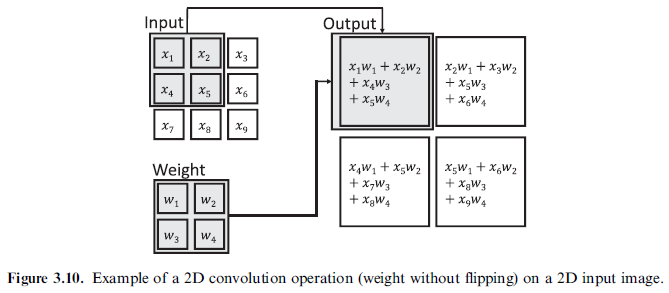 Input
Output
x₁ x₂ x₃
x₄ x₅ x₆
x₇ x₈ x₉
x₁w₁ + x₂w₂
+ x₄w₃
+ x₅w₄
x₂w₁ + x₃w₂
+ x₅w₃
+ x₆w₄
Weight
w₁ w₂
w₃ w₄
x₄w₁ + x₅w₂
+ x₇w₃
+ x₈w₄
x₅w₁ + x₆w₂
+ x₈w₃
+ x₉w₄
Figure 3.10. Example of a 2D convolution operation (weight without flipping) on a 2D input image.